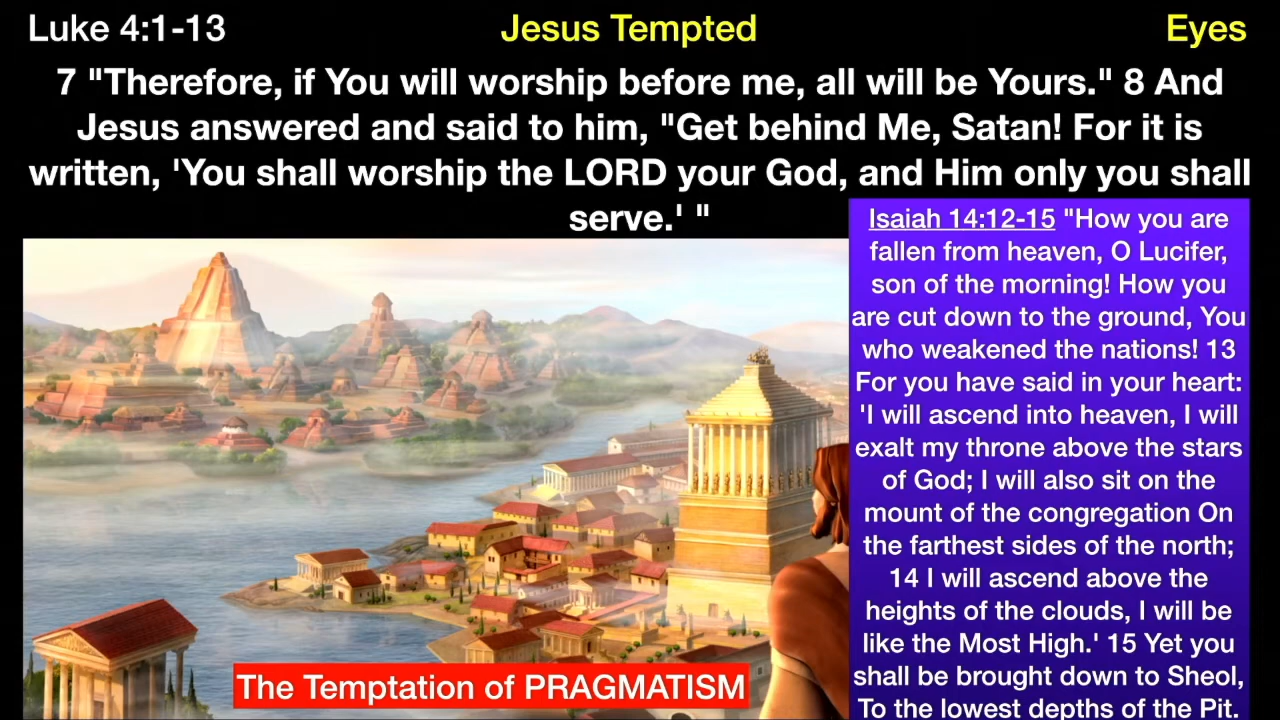 Luke 4:1-13
Jesus Tempted
Eyes
7 "Therefore, if You will worship before me, all will be Yours." 8 And
Jesus answered and said to him, "Get behind Me, Satan! For it is
written, 'You shall worship the LORD your God, and Him only you shall
serve.' "
Isaiah 14:12-15 "How you are
fallen from heaven, O Lucifer,
son of the morning! How you
are cut down to the ground, You
who weakened the nations! 13
For you have said in your heart:
'I will ascend into heaven, I will
exalt my throne above the stars
of God; I will also sit on the
mount of the congregation On
the farthest sides of the north;
14 I will ascend above the
heights of the clouds, I will be
like the Most High.' 15 Yet you
shall be brought down to Sheol,
To the lowest depths of the Pit.
The Temptation of PRAGMATISM